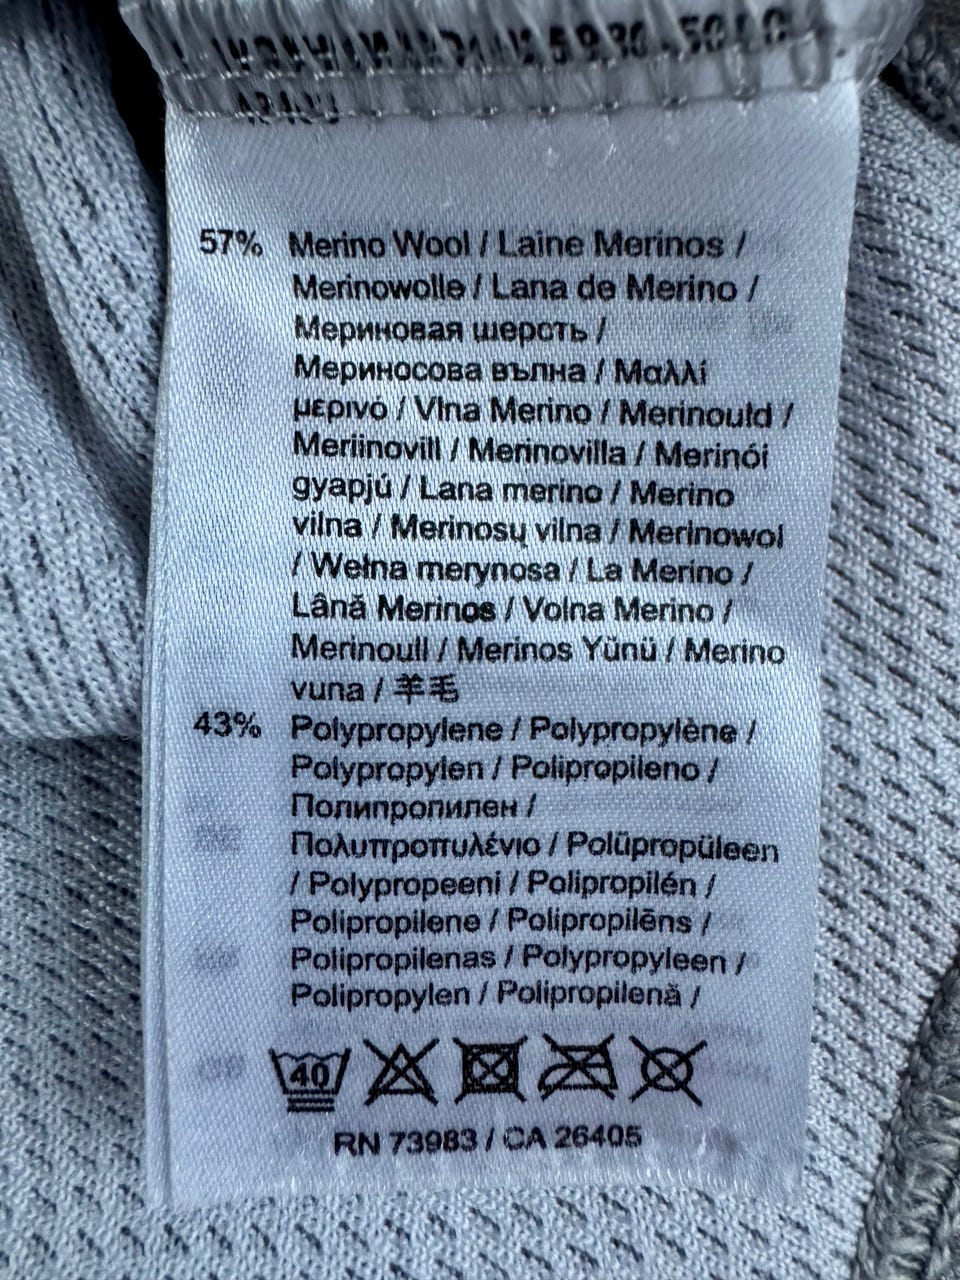 57% Merino Wool / Laine Merinos /
Merinowolle / Lana de Merino /
Мериновая шерсть /
Мериносова вълна / Μαλλί
μερινό / Vlna Merino / Merinould /
Meriinovill / Merinovilla / Merinói
gyapjú / Lana merino / Merino
vilna / Merinosų vilna / Merinowol
/ Wełna merynosa / La Merino /
Lână Merinos / Volna Merino /
Merinoull / Merinos Yünü / Merino
vuna / 羊毛
43% Polypropylene / Polypropylène /
Polypropylen / Polipropileno /
Полипропилен /
Πολυπροπυλένιο / Polüpropüleen
/ Polypropeeni / Polipropilén /
Polipropilene / Polipropilēns /
Polipropilenas / Polypropyleen /
Polipropylen / Polipropilenă /
40
RN 73983 / CA 26405